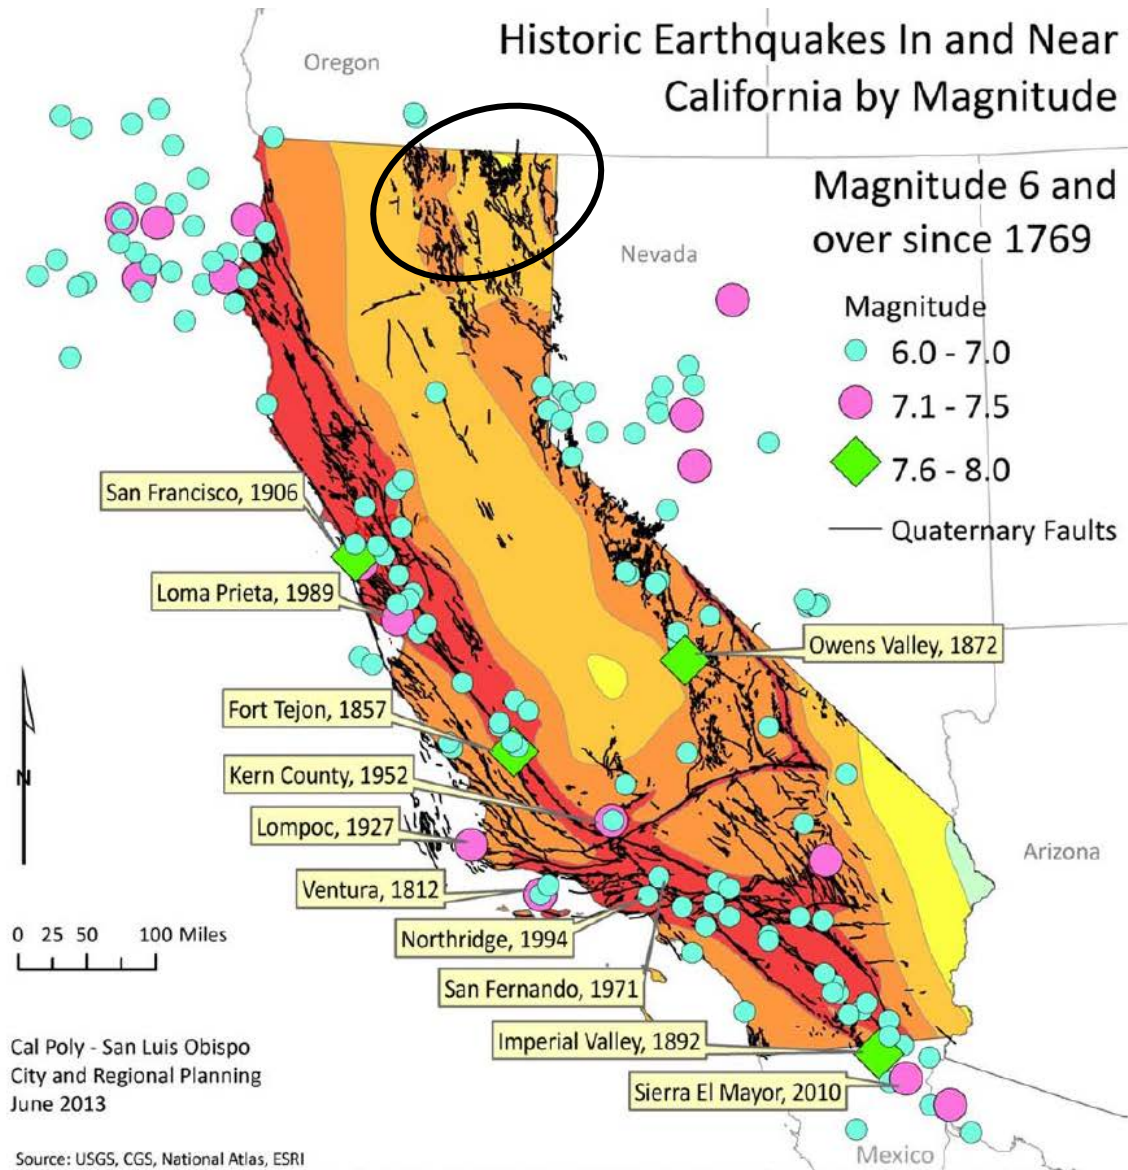 Historic Earthquakes In and Near
California by Magnitude
Oregon
Magnitude 6 and
over since 1769
Nevada
Magnitude
6.0 - 7.0
7.1 - 7.5
7.6 - 8.0
Quaternary Faults
San Francisco, 1906
Loma Prieta, 1989
Owens Valley, 1872
Fort Tejon, 1857
Kern County, 1952
Lompoc, 1927
Arizona
Ventura, 1812
Northridge, 1994
San Fernando, 1971
Imperial Valley, 1892
Sierra El Mayor, 2010
Mexico
N
0 25 50 100 Miles
Cal Poly - San Luis Obispo
City and Regional Planning
June 2013
Source: USGS, CGS, National Atlas, ESRI